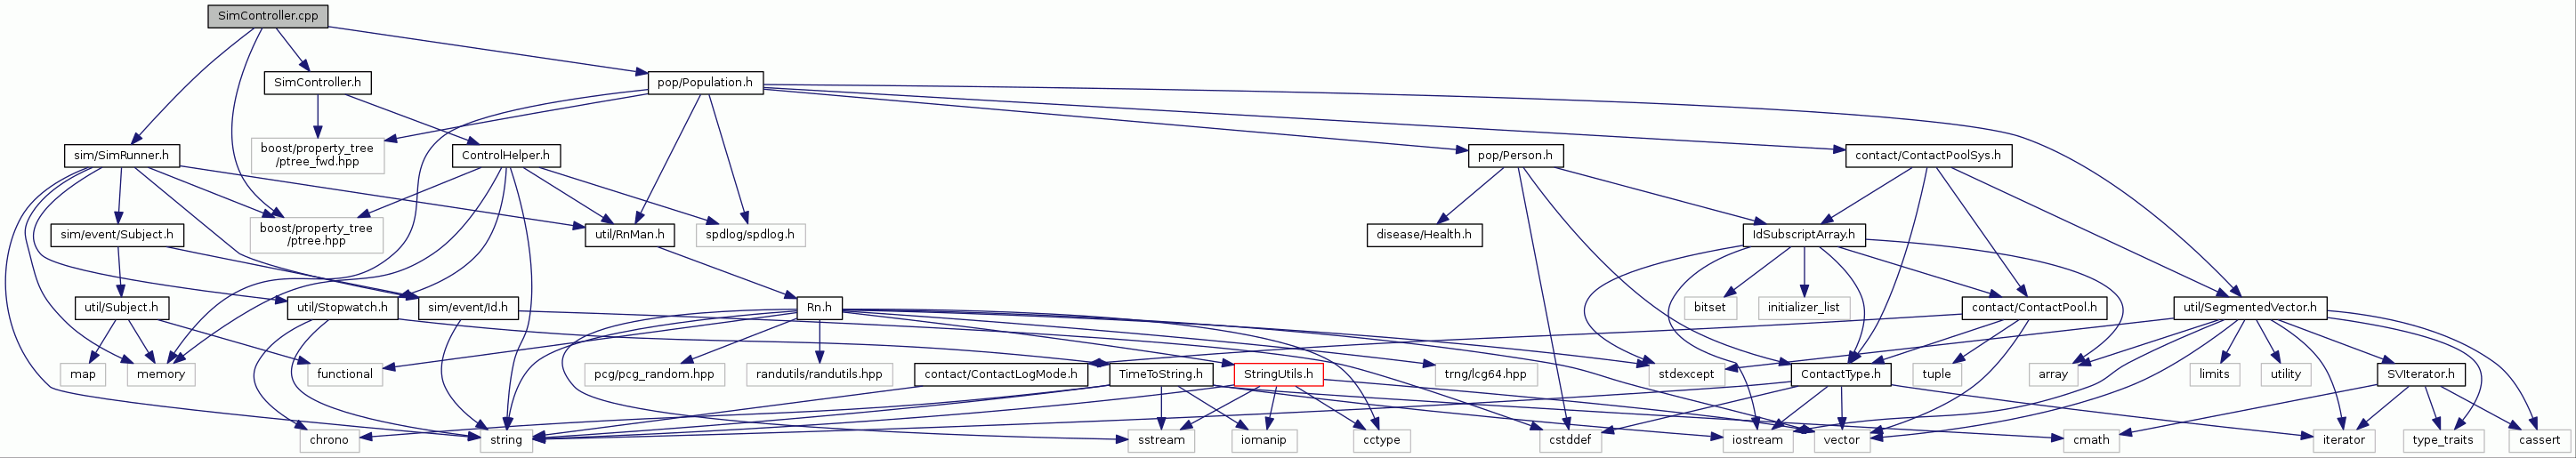 SimController.cpp
SimController.h
pop/Population.h
boost/property_tree
/ptree_fwd.hpp
sim/SimRunner.h
ControlHelper.h
pop/Person.h
contact/ContactPoolSys.h
sim/event/Subject.h
boost/property_tree
/ptree.hpp
util/RnMan.h
spdlog/spdlog.h
disease/Health.h
IdSubscriptArray.h
util/Subject.h
util/Stopwatch.h
sim/event/Id.h
Rn.h
bitset
initializer_list
contact/ContactPool.h
util/SegmentedVector.h
map
memory
functional
pcg/pcg_random.hpp
randutils/randutils.hpp
contact/ContactLogMode.h
TimeToString.h
StringUtils.h
trng/lcg64.hpp
stdexcept
ContactType.h
tuple
array
limits
utility
SVIterator.h
chrono
string
sstream
iomanip
cctype
cstddef
iostream
vector
cmath
iterator
type_traits
cassert